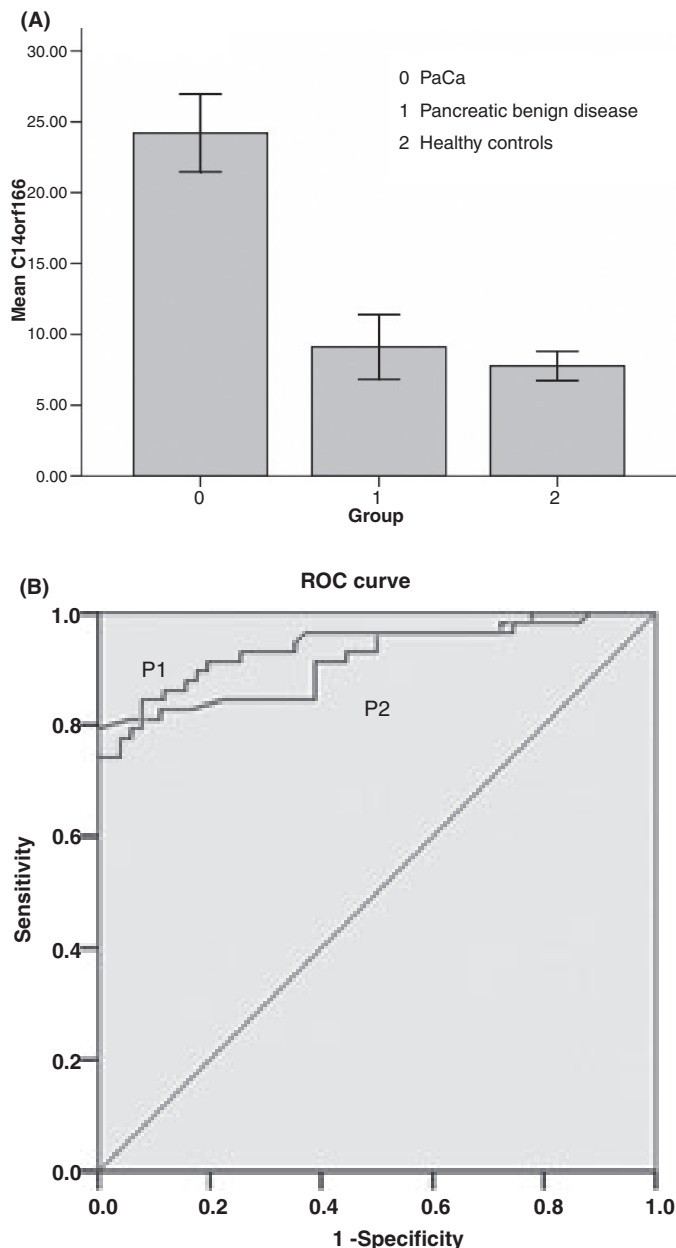 (A)
30.00
25.00
20.00
15.00
10.00
5.00
0.00
Mean C14orf166
0 PaCa
1 Pancreatic benign disease
2 Healthy controls
0 1 2
Group
(B)
ROC curve
1.0
0.8
0.6
0.4
0.2
0.0
Sensitivity
P1
P2
0.0 0.2 0.4 0.6 0.8 1.0
1 -Specificity